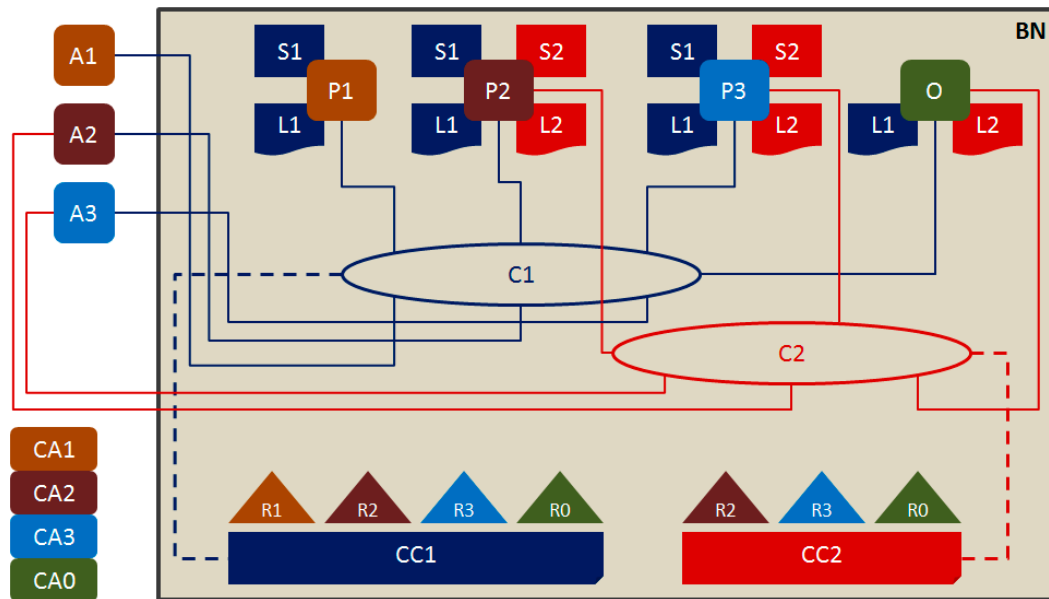 BN
A1
S1
S1
S2
S1
S2
P1
P2
P3
O
A2
L1
L1
L2
L1
L2
L1
L2
A3
C1
C2
CA1
CA2
CA3
CA0
R1
R2
R3
R0
R2
R3
R0
CC1
CC2